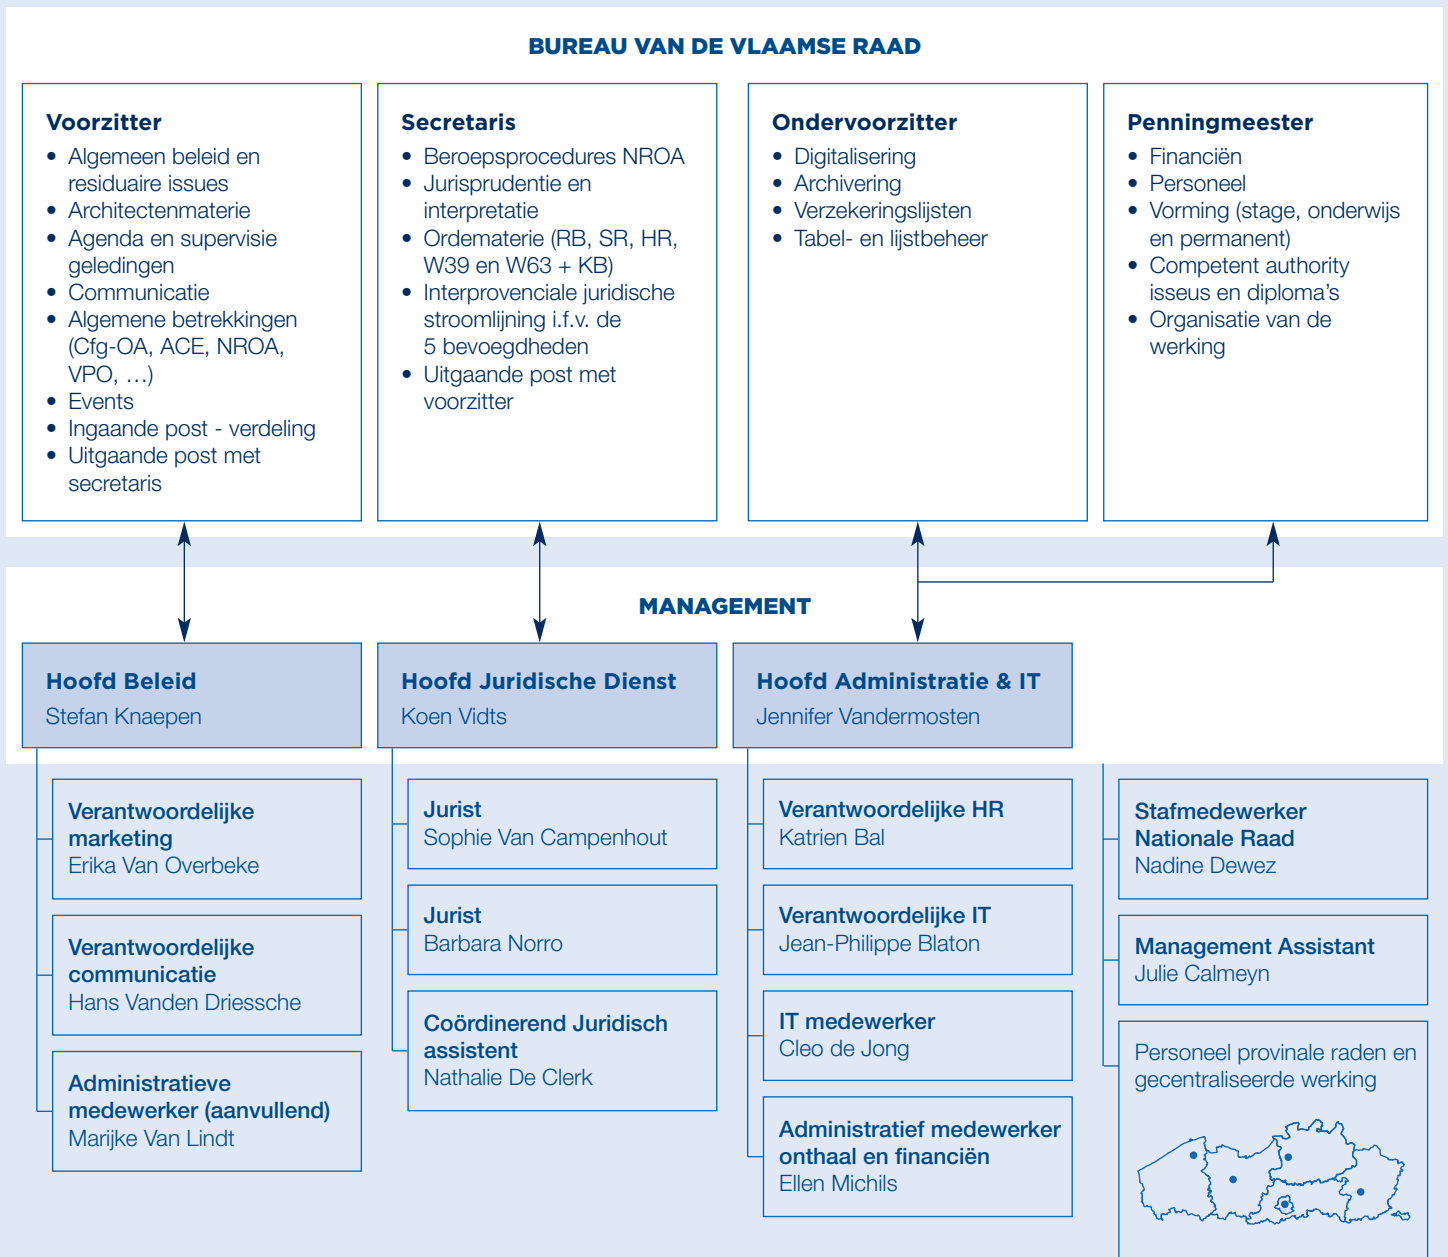 BUREAU VAN DE VLAAMSE RAAD
Voorzitter
• Algemeen beleid en
residuaire issues
• Architectenmaterie
• Agenda en supervisie
geledingen
• Communicatie
• Algemene betrekkingen
(Cfg-OA, ACE, NROA,
VPO, …)
• Events
• Ingaande post - verdeling
• Uitgaande post met
secretaris
Secretaris
• Beroepsprocedures NROA
• Jurisprudentie en
interpretatie
• Ordematerie (RB, SR, HR,
W39 en W63 + KB)
• Interprovenciale juridische
stroomlijning i.f.v. de
5 bevoegdheden
• Uitgaande post met
voorzitter
Ondervoorzitter
• Digitalisering
• Archivering
• Verzekeringslijsten
• Tabel- en lijstbeheer
Penningmeester
• Financiën
• Personeel
• Vorming (stage, onderwijs
en permanent)
• Competent authority
isseus en diploma’s
• Organisatie van de
werking
MANAGEMENT
Hoofd Beleid
Stefan Knaepen
Verantwoordelijke
marketing
Erika Van Overbeke
Verantwoordelijke
communicatie
Hans Vanden Driessche
Administratieve
medewerker (aanvullend)
Marijke Van Lindt
Hoofd Juridische Dienst
Koen Vidts
Jurist
Sophie Van Campenhout
Jurist
Barbara Norro
Coördinerend Juridisch
assistent
Nathalie De Clerk
Hoofd Administratie & IT
Jennifer Vandermosten
Verantwoordelijke HR
Katrien Bal
Verantwoordelijke IT
Jean-Philippe Blaton
IT medewerker
Cleo de Jong
Administratief medewerker
onthaal en financiën
Ellen Michils
Stafmedewerker
Nationale Raad
Nadine Dewez
Management Assistant
Julie Calmeyn
Personeel provinale raden en
gecentraliseerde werking